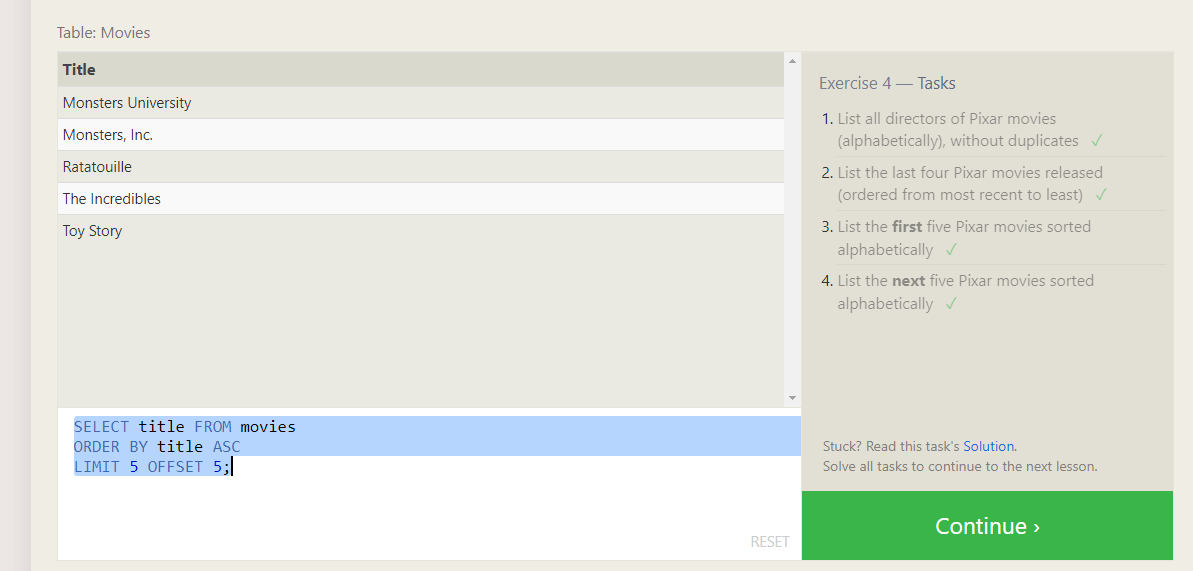 Table: Movies
Title
Monsters University
Monsters, Inc.
Ratatouille
The Incredibles
Toy Story
SELECT title FROM movies
ORDER BY title ASC
LIMIT 5 OFFSET 5;
RESET
Exercise 4 — Tasks
1. List all directors of Pixar movies
(alphabetically), without duplicates ✓
2. List the last four Pixar movies released
(ordered from most recent to least) ✓
3. List the first five Pixar movies sorted
alphabetically ✓
4. List the next five Pixar movies sorted
alphabetically ✓
Stuck? Read this task's Solution.
Solve all tasks to continue to the next lesson.
Continue ›